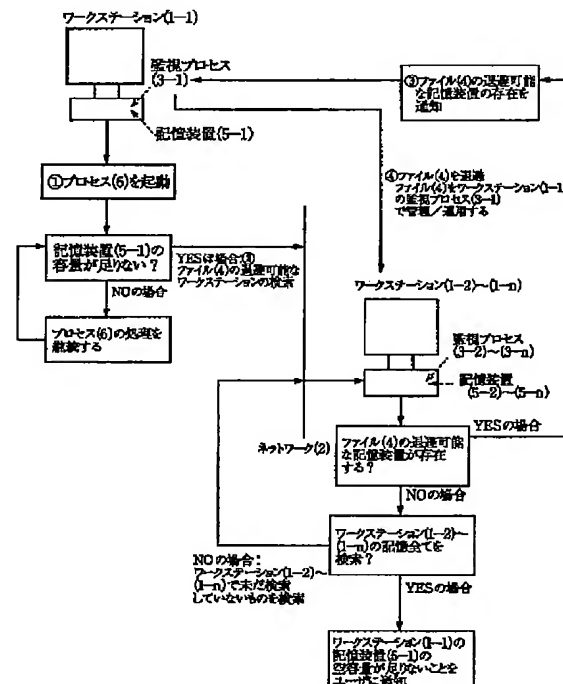 ワークステーション(1―1)
監視プロセス
(3―1)
記憶装置(5―1)
③ファイル(4)の退避可能
な記憶装置の存在を
通知
①プロセス(6)を起動
④ファイル(4)を退避
ファイル(4)をワークステーション(1―1)
の監視プロセス(3―1)
で管理/運用する
記憶装置(5―1)の
容量が足りない?
YESの場合:②
ファイル(4)の退避可能な
ワークステーションの検索
NOの場合
プロセス(6)の処理を
継続する
ワークステーション(1―2)~(1―n)
監視プロセス
(3―2)~(3―n)
記憶装置
(5―2)~(5―n)
ネットワーク(2)
ファイル(4)の退避可能
な記憶装置が存在
する?
YESの場合
NOの場合
ワークステーション(1―2)~
(1―n)の記憶全てを
検索?
NOの場合:
ワークステーション(1―2)~
(1―n)で未だ検索
していないものを検索
YESの場合
ワークステーション(1―1)の
記憶装置(5―1)の
空容量が足りないことを
ユーザに通知